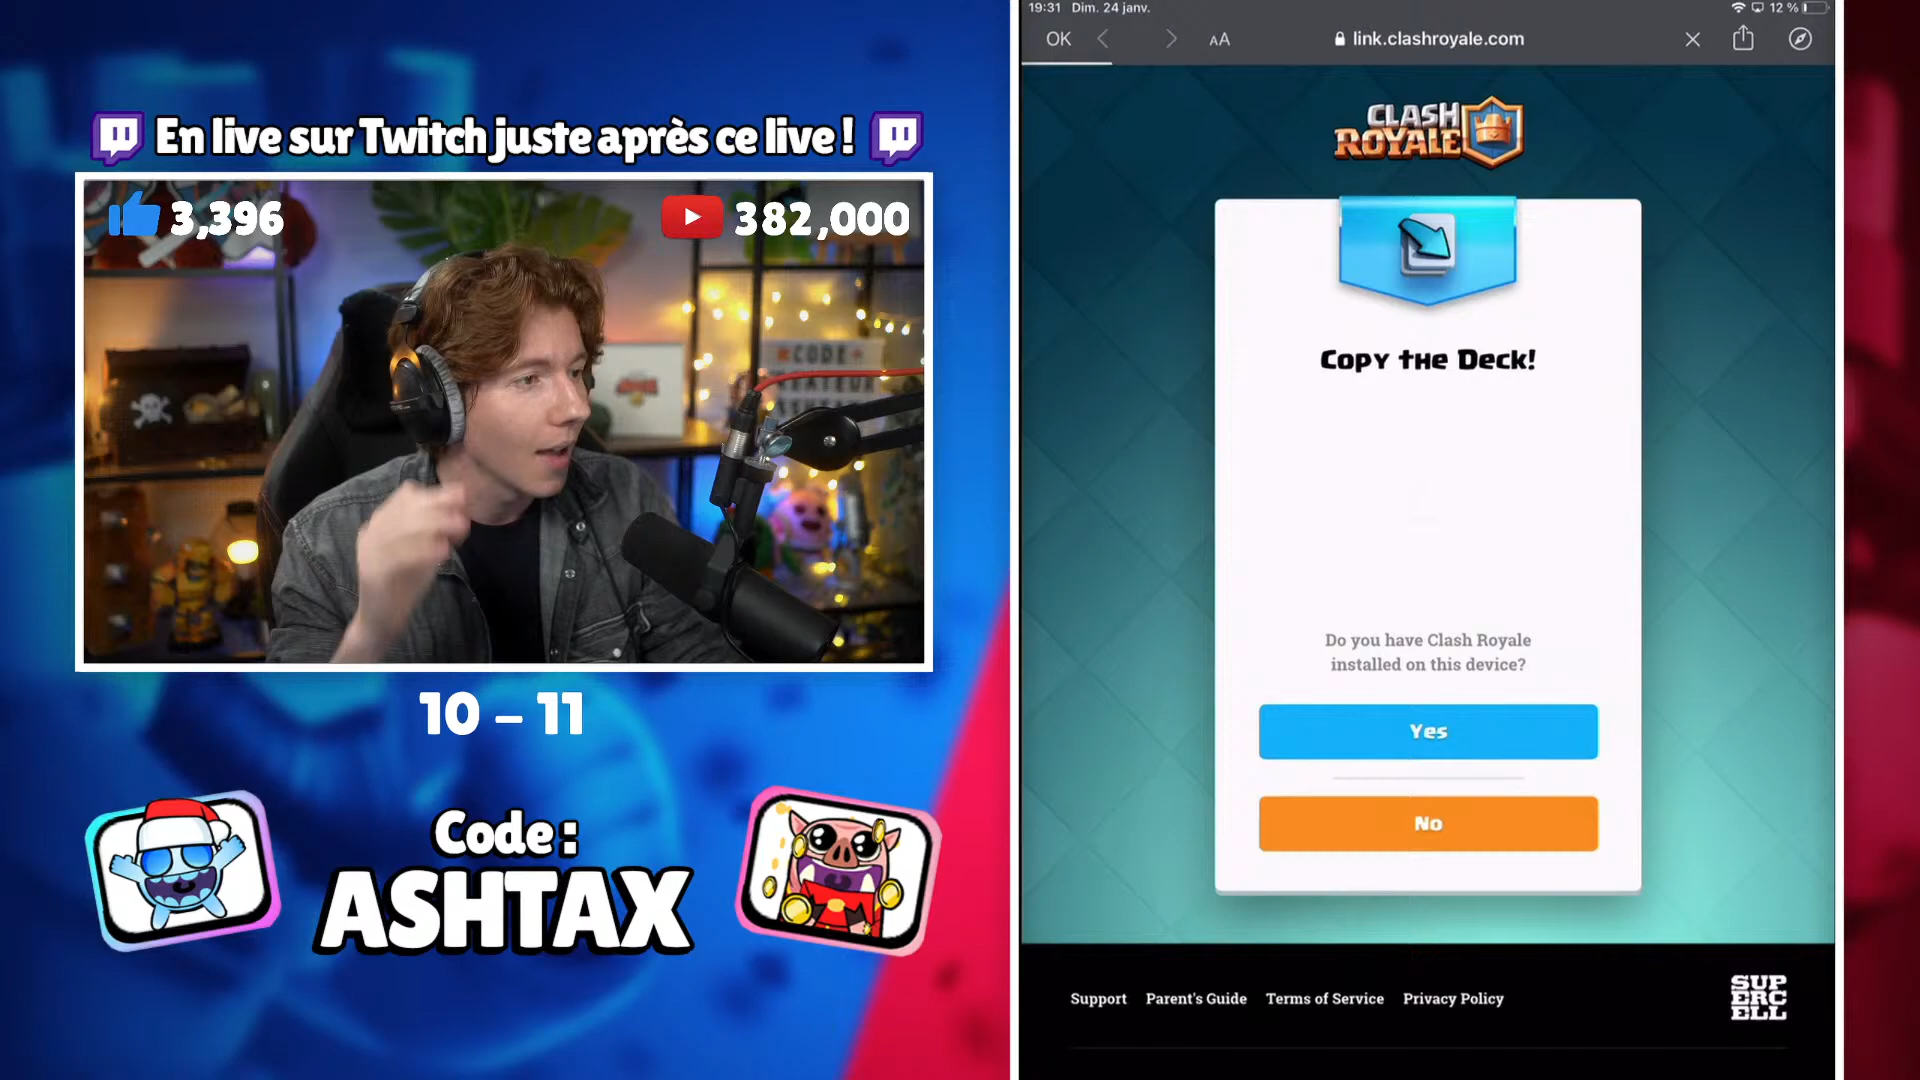 En live sur Twitch juste après ce live !
3,396
382,000
CODE
10 – 11
Code :
ASHTAX
19:31 Dim. 24 janv.
12 %
OK
AA
link.clashroyale.com
CLASH
ROYALE
Copy the Deck!
Do you have Clash Royale
installed on this device?
Yes
No
Support Parent's Guide Terms of Service Privacy Policy
SUP
ERC
ELL